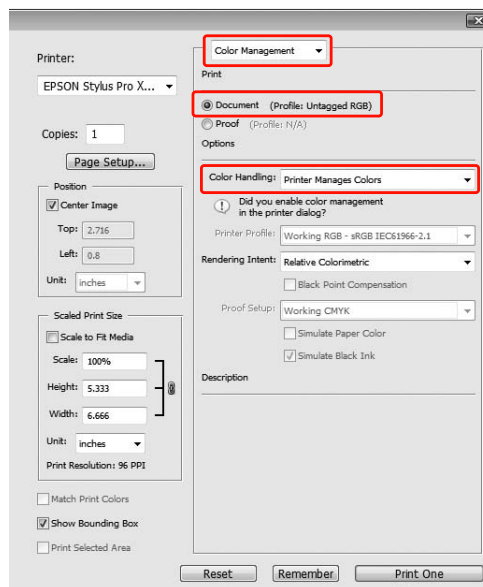 Printer:
EPSON Stylus Pro X...
Copies: 1
Page Setup...
Position
Center Image
Top: 2.716
Left: 0.8
Unit: inches
Scaled Print Size
Scale to Fit Media
Scale: 100%
Height: 5.333
Width: 6.666
Unit: inches
Print Resolution: 96 PPI
Match Print Colors
Show Bounding Box
Print Selected Area
Color Management
Print
Document (Profile: Untagged RGB)
Proof (Profile: N/A)
Options
Color Handling: Printer Manages Colors
Did you enable color management
in the printer dialog?
Printer Profile: Working RGB - sRGB IEC61966-2.1
Rendering Intent: Relative Colorimetric
Black Point Compensation
Proof Setup: Working CMYK
Simulate Paper Color
Simulate Black Ink
Description
Reset Remember Print One